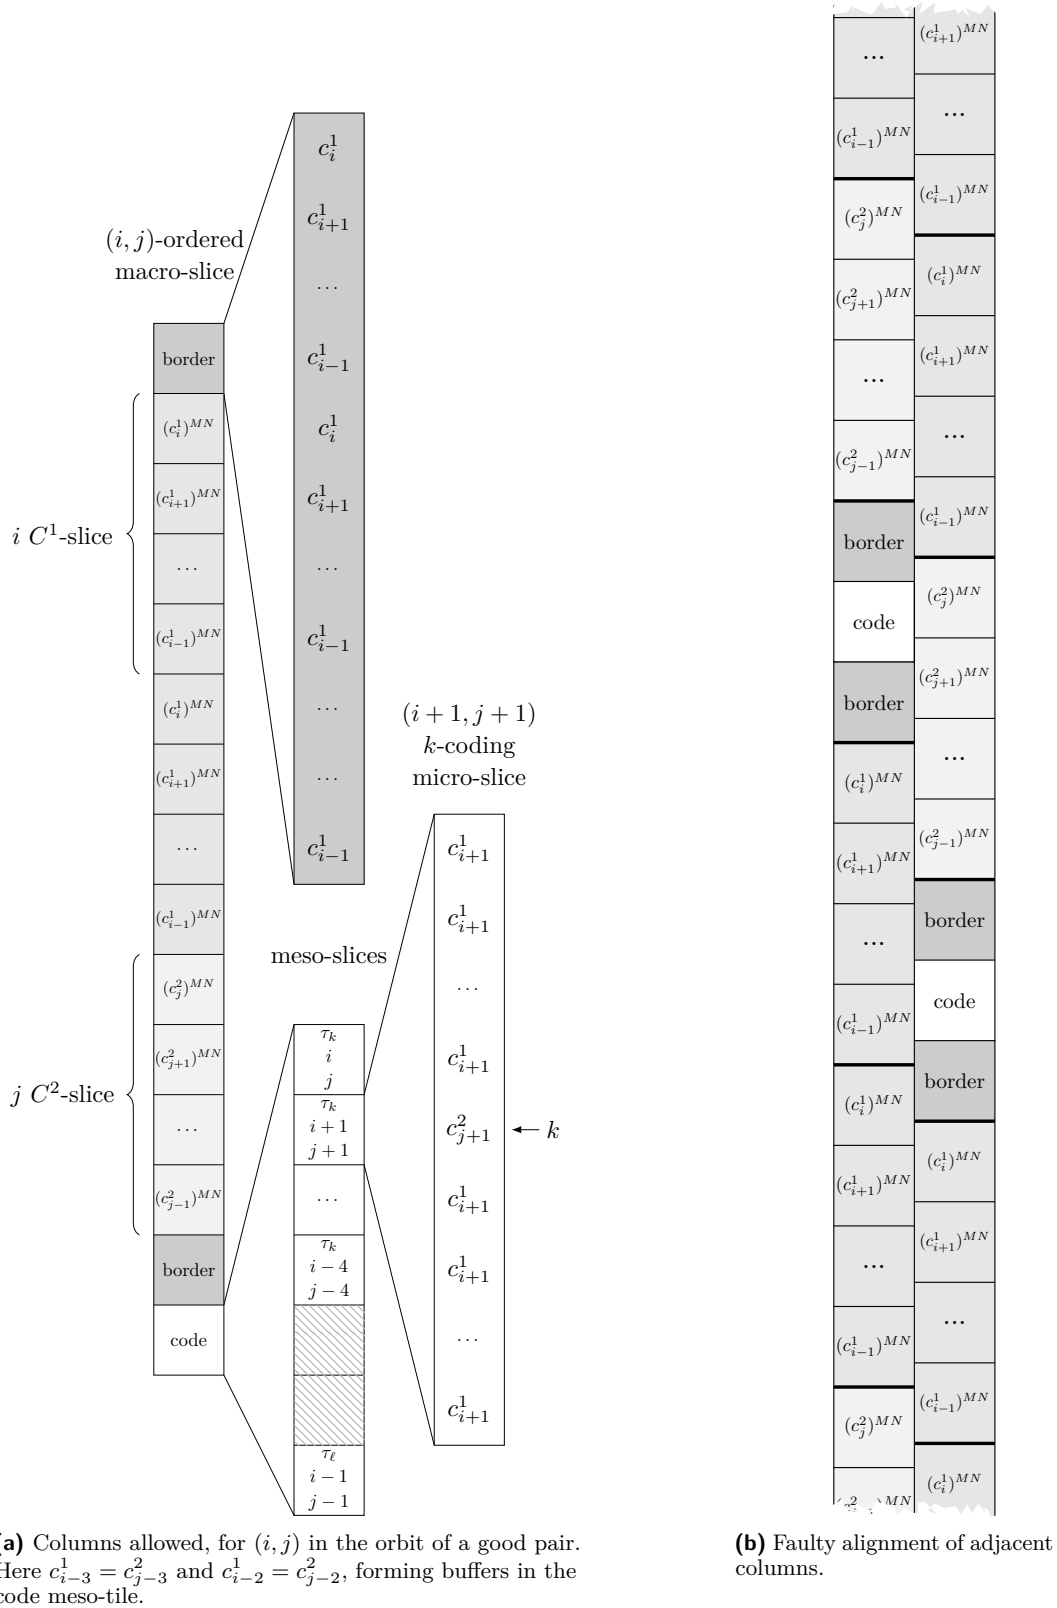 (i, j)-ordered
macro-slice
border
i C^1-slice
(c_i^1)^{MN}
(c_{i+1}^1)^{MN}
...
(c_{i-1}^1)^{MN}
(c_i^1)^{MN}
(c_{i+1}^1)^{MN}
...
(c_{i-1}^1)^{MN}
j C^2-slice
(c_j^2)^{MN}
(c_{j+1}^2)^{MN}
...
(c_{j-1}^2)^{MN}
border
code
c_i^1
c_{i+1}^1
...
c_{i-1}^1
c_i^1
c_{i+1}^1
...
c_{i-1}^1
...
...
c_{i-1}^1
meso-slices
τ_k
i
j
τ_k
i + 1
j + 1
...
τ_k
i − 4
j − 4
τ_ℓ
i − 1
j − 1
(i + 1, j + 1)
k-coding
micro-slice
c_{i+1}^1
c_{i+1}^1
...
c_{i+1}^1
c_{j+1}^2
← k
c_{i+1}^1
c_{i+1}^1
...
c_{i+1}^1
(a) Columns allowed, for (i, j) in the orbit of a good pair.
Here c_{i-3}^1 = c_{j-3}^2 and c_{i-2}^1 = c_{j-2}^2, forming buffers in the
code meso-tile.
...
(c_{i-1}^1)^{MN}
(c_j^2)^{MN}
(c_{j+1}^2)^{MN}
...
(c_{j-1}^2)^{MN}
border
code
border
(c_i^1)^{MN}
(c_{i+1}^1)^{MN}
...
(c_{i-1}^1)^{MN}
(c_i^1)^{MN}
(c_{i+1}^1)^{MN}
...
(c_{i-1}^1)^{MN}
(c_j^2)^{MN}
(c_{i+1}^1)^{MN}
...
(c_{i-1}^1)^{MN}
(c_i^1)^{MN}
(c_{i+1}^1)^{MN}
...
(c_{i-1}^1)^{MN}
(c_j^2)^{MN}
(c_{j+1}^2)^{MN}
...
(c_{j-1}^2)^{MN}
border
code
border
(c_i^1)^{MN}
(c_{i+1}^1)^{MN}
...
(c_{i-1}^1)^{MN}
(c_i^1)^{MN}
(b) Faulty alignment of adjacent
columns.